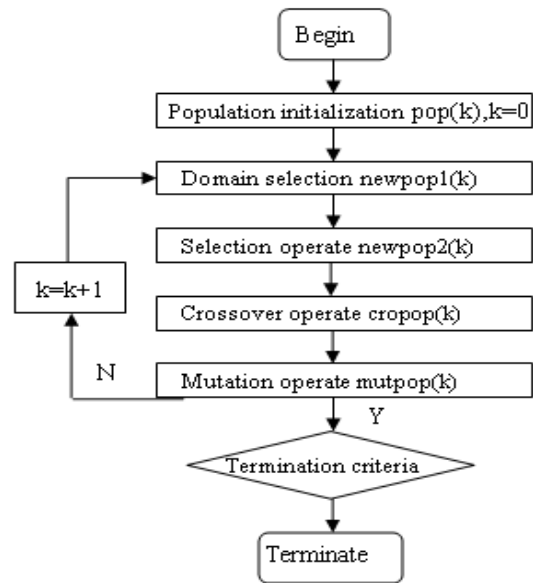 Begin
Population initialization pop(k),k=0
Domain selection newpop1(k)
Selection operate newpop2(k)
k=k+1
Crossover operate cropop(k)
N
Mutation operate mutpop(k)
Y
Termination criteria
Terminate